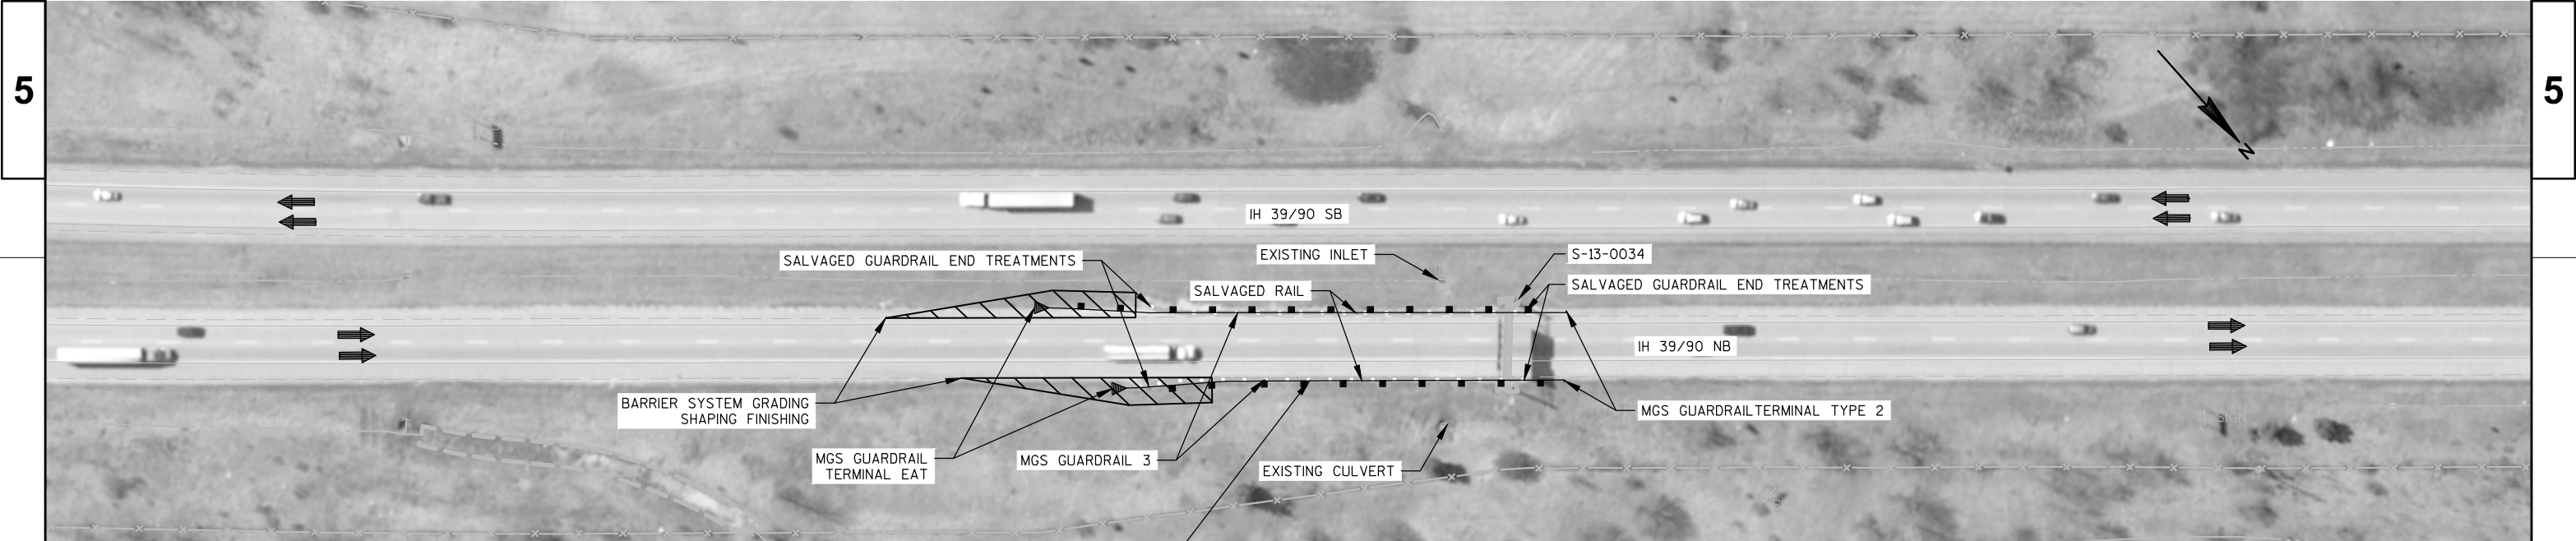 5
5
N
IH 39/90 SB
SALVAGED GUARDRAIL END TREATMENTS
EXISTING INLET
S-13-0034
SALVAGED RAIL
SALVAGED GUARDRAIL END TREATMENTS
IH 39/90 NB
BARRIER SYSTEM GRADING
SHAPING FINISHING
MGS GUARDRAILTERMINAL TYPE 2
SIGN
MGS GUARDRAIL
TERMINAL EAT
MGS GUARDRAIL 3
EXISTING CULVERT